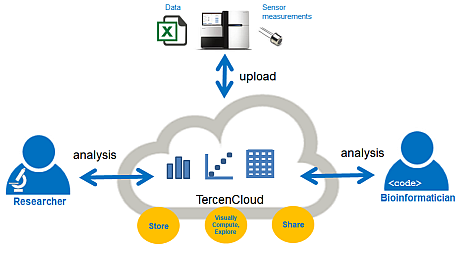 Data
Sensor
measurements
X
upload
analysis
analysis
TercenCloud
Researcher
<code>
Bioinformatician
Store
Visually
Compute,
Explore
Share